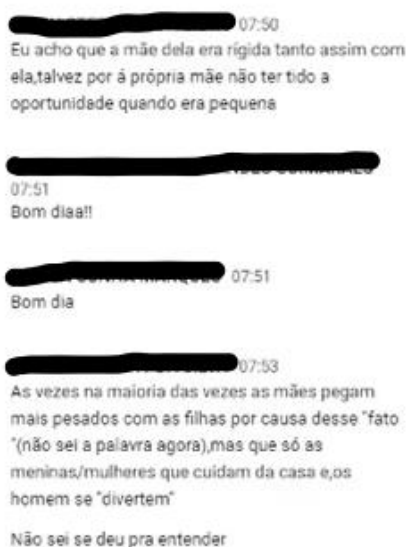 07:50
Eu acho que a mãe dela era rígida tanto assim com
ela,talvez por á própria mãe não ter tido a
oportunidade quando era pequena
07:51
Bom diaa!!
07:51
Bom dia
07:53
As vezes na maioria das vezes as mães pegam
mais pesados com as filhas por causa desse "fato
"(não sei a palavra agora),mas que só as
meninas/mulheres que cuidam da casa e,os
homem se "divertem"
Não sei se deu pra entender